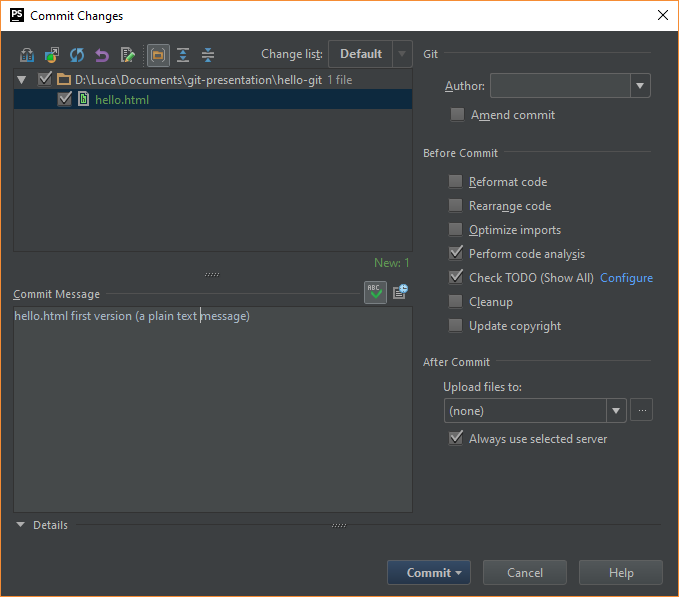 PS Commit Changes
Change list: Default
D:\Luca\Documents\git-presentation\hello-git 1 file
hello.html
New: 1
Commit Message
ABC
hello.html first version (a plain text message)
Details
Git
Author:
Amend commit
Before Commit
Reformat code
Rearrange code
Optimize imports
Perform code analysis
Check TODO (Show All) Configure
Cleanup
Update copyright
After Commit
Upload files to:
(none)
...
Always use selected server
Commit Cancel Help